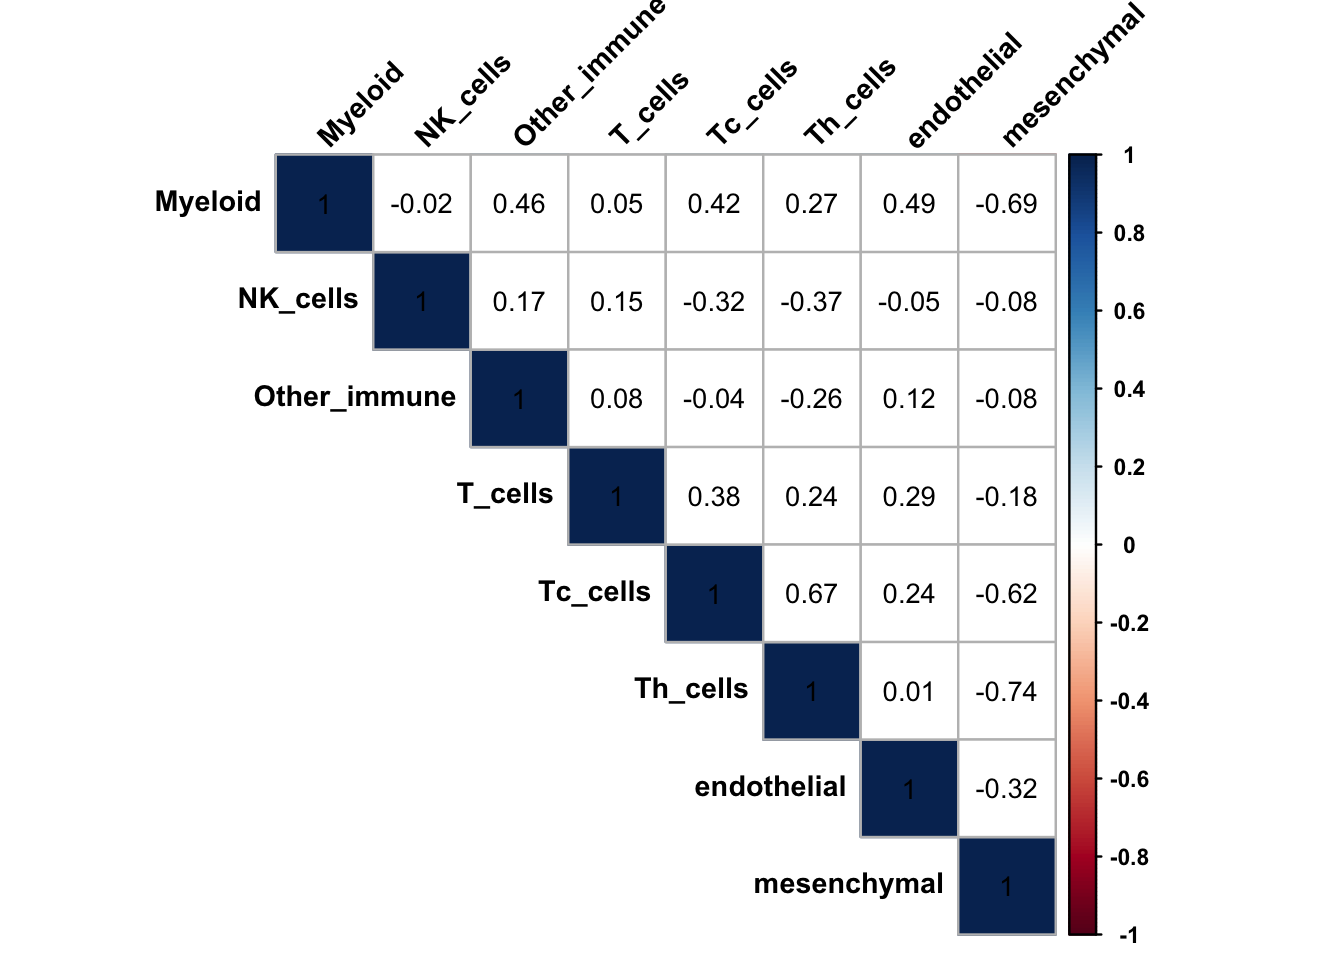 Myeloid NK_cells Other_immune T_cells Tc_cells Th_cells endothelial mesenchymal
Myeloid 1 -0.02 0.46 0.05 0.42 0.27 0.49 -0.69 1
0.8
NK_cells 1 0.17 0.15 -0.32 -0.37 -0.05 -0.08 0.6
Other_immune 1 0.08 -0.04 -0.26 0.12 -0.08 0.4
0.2
T_cells 1 0.38 0.24 0.29 -0.18
0
Tc_cells 1 0.67 0.24 -0.62
-0.2
Th_cells 1 0.01 -0.74 -0.4
endothelial 1 -0.32 -0.6
-0.8
mesenchymal 1
-1